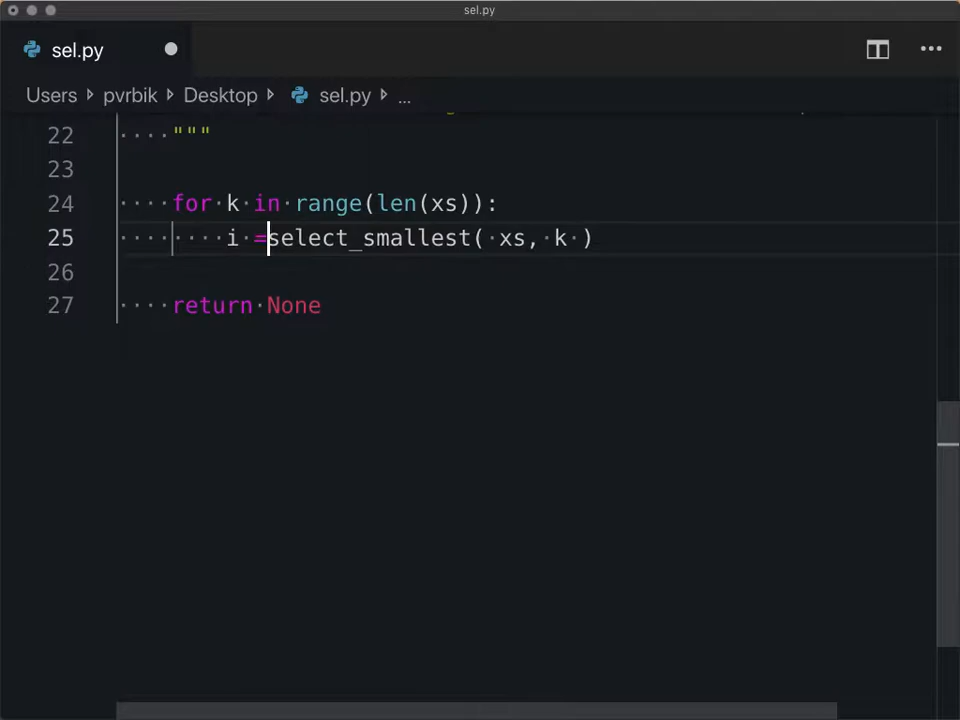 sel.py
sel.py
Users pvrbik Desktop sel.py ...
22 """
23
24 for k in range(len(xs)):
25 i =select_smallest( xs, k )
26
27 return None